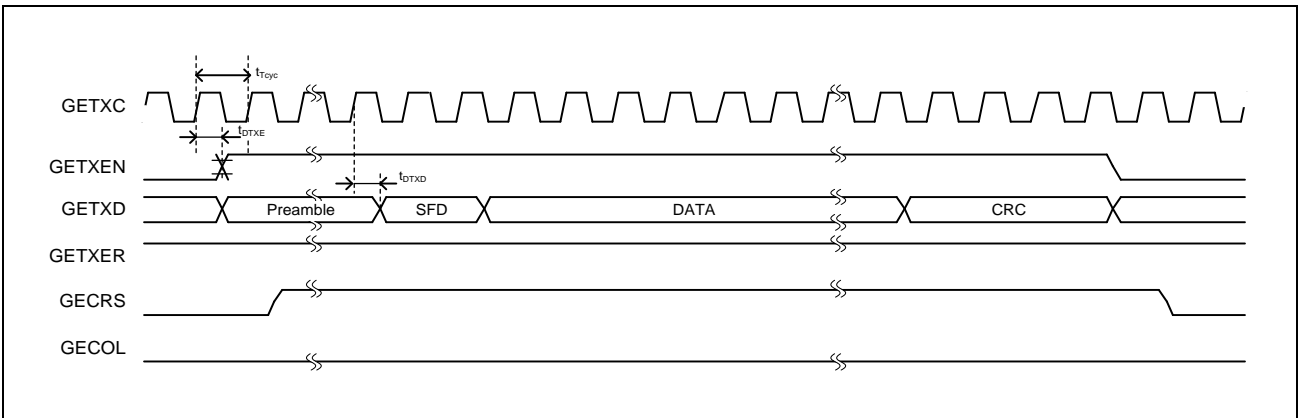 tTcyc
GETXC
tDTXE
GETXEN
tDTXD
GETXD Preamble SFD DATA CRC
GETXER
GECRS
GECOL